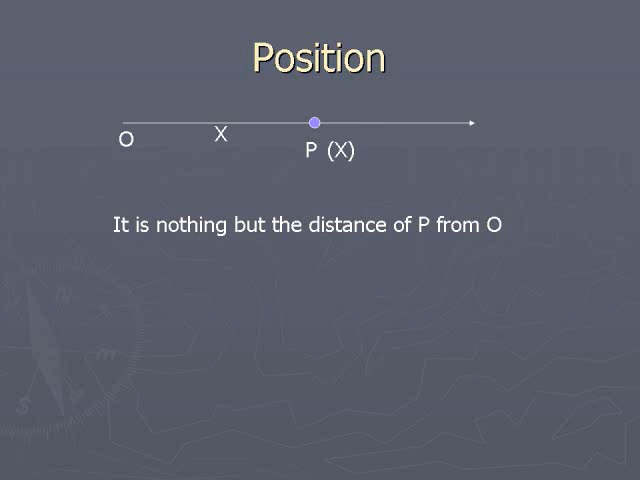 Position
O X P (X)
It is nothing but the distance of P from O
N
S